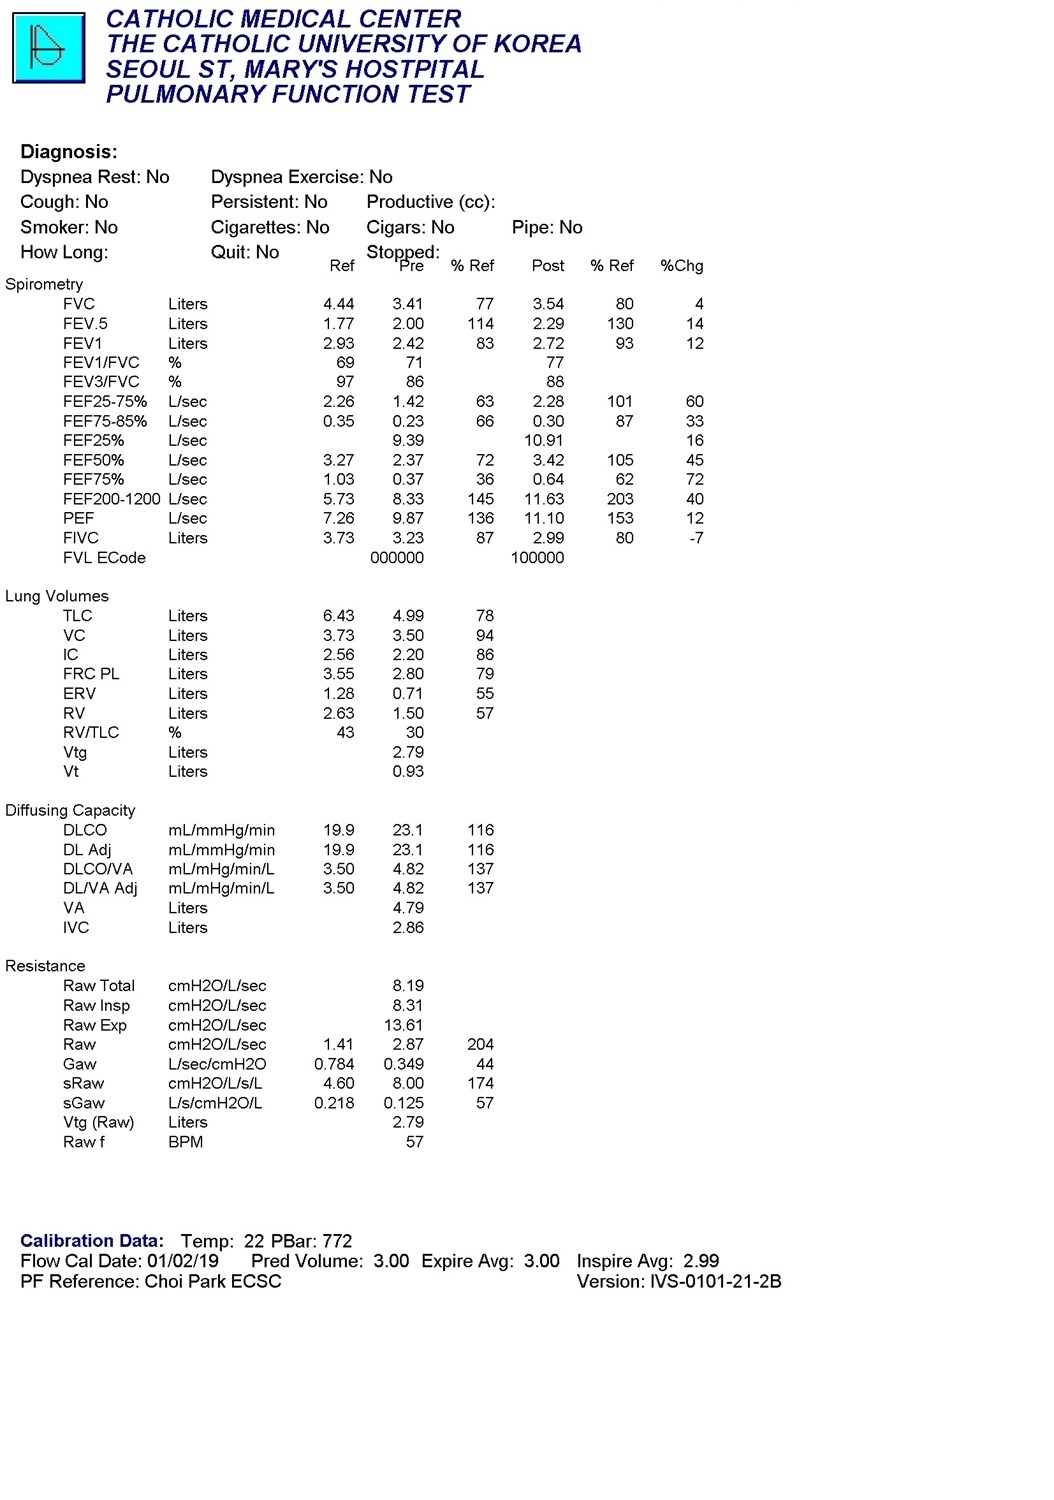 CATHOLIC MEDICAL CENTER
THE CATHOLIC UNIVERSITY OF KOREA
SEOUL ST, MARY'S HOSTPITAL
PULMONARY FUNCTION TEST
Diagnosis:
Dyspnea Rest: No Dyspnea Exercise: No
Cough: No Persistent: No Productive (cc):
Smoker: No Cigarettes: No Cigars: No Pipe: No
How Long: Quit: No Stopped:
Ref Pre % Ref Post % Ref %Chg
Spirometry
FVC Liters 4.44 3.41 77 3.54 80 4
FEV.5 Liters 1.77 2.00 114 2.29 130 14
FEV1 Liters 2.93 2.42 83 2.72 93 12
FEV1/FVC % 69 71 77
FEV3/FVC % 97 86 88
FEF25-75% L/sec 2.26 1.42 63 2.28 101 60
FEF75-85% L/sec 0.35 0.23 66 0.30 87 33
FEF25% L/sec 9.39 10.91 16
FEF50% L/sec 3.27 2.37 72 3.42 105 45
FEF75% L/sec 1.03 0.37 36 0.64 62 72
FEF200-1200 L/sec 5.73 8.33 145 11.63 203 40
PEF L/sec 7.26 9.87 136 11.10 153 12
FIVC Liters 3.73 3.23 87 2.99 80 -7
FVL ECode 000000 100000
Lung Volumes
TLC Liters 6.43 4.99 78
VC Liters 3.73 3.50 94
IC Liters 2.56 2.20 86
FRC PL Liters 3.55 2.80 79
ERV Liters 1.28 0.71 55
RV Liters 2.63 1.50 57
RV/TLC % 43 30
Vtg Liters 2.79
Vt Liters 0.93
Diffusing Capacity
DLCO mL/mmHg/min 19.9 23.1 116
DL Adj mL/mmHg/min 19.9 23.1 116
DLCO/VA mL/mHg/min/L 3.50 4.82 137
DL/VA Adj mL/mHg/min/L 3.50 4.82 137
VA Liters 4.79
IVC Liters 2.86
Resistance
Raw Total cmH2O/L/sec 8.19
Raw Insp cmH2O/L/sec 8.31
Raw Exp cmH2O/L/sec 13.61
Raw cmH2O/L/sec 1.41 2.87 204
Gaw L/sec/cmH2O 0.784 0.349 44
sRaw cmH2O/L/s/L 4.60 8.00 174
sGaw L/s/cmH2O/L 0.218 0.125 57
Vtg (Raw) Liters 2.79
Raw f BPM 57
Calibration Data: Temp: 22 PBar: 772
Flow Cal Date: 01/02/19 Pred Volume: 3.00 Expire Avg: 3.00 Inspire Avg: 2.99
PF Reference: Choi Park ECSC Version: IVS-0101-21-2B